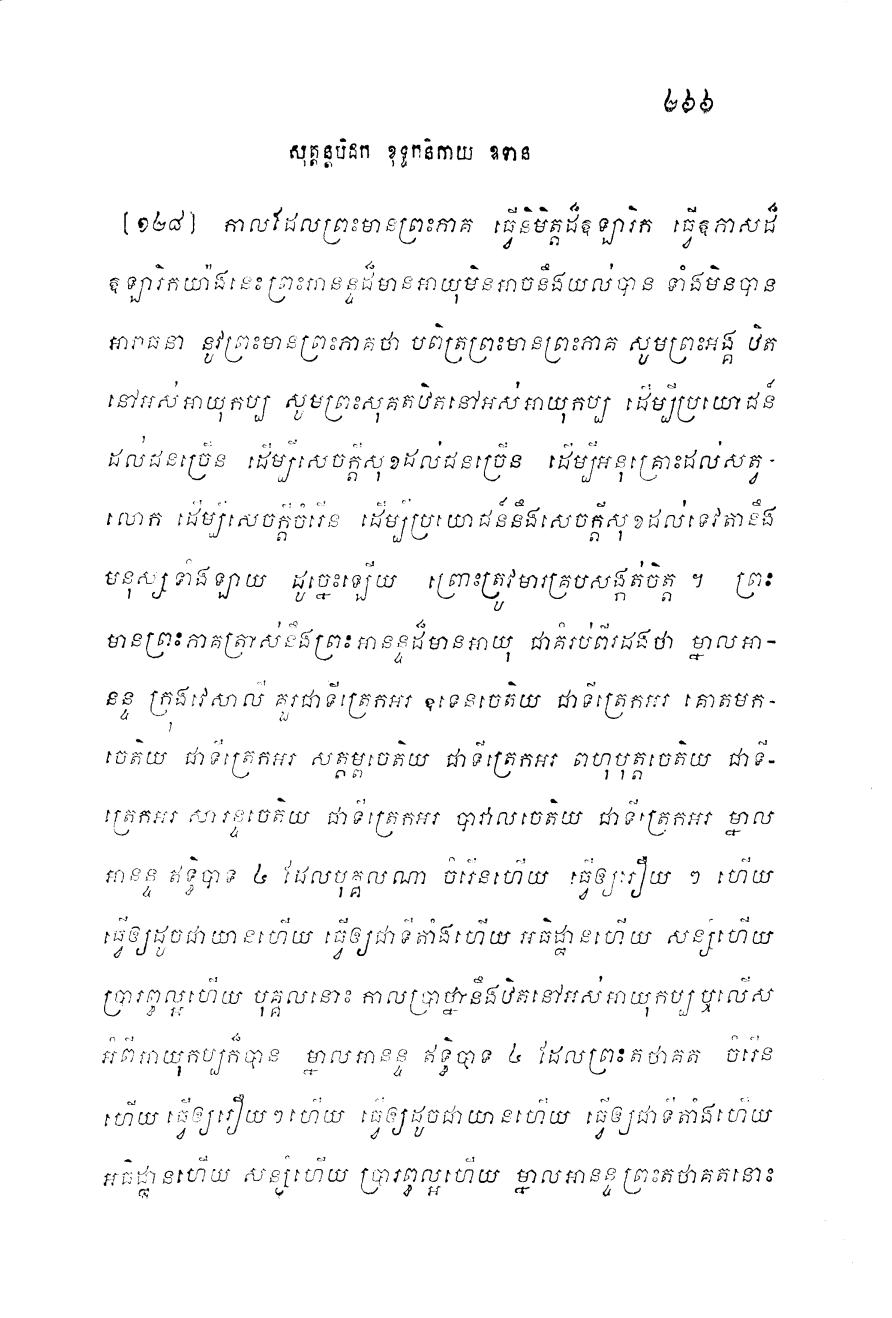 ២៦៦
សុត្តន្តបិដក ខុទ្ទកនិកាយ ឧទាន
[១២៨] កាលដែលព្រះមានព្រះភាគ ធ្វើនិមិត្តដ៏ឧឡារិក ធ្វើឧភាសដ៏
ឧឡារិកយ៉ាងនេះព្រះអានន្ទដ៏មានអាយុមិនអាចនឹងយល់បាន ទាំងមិនបាន
អារាធនា នូវព្រះមានព្រះភាគថា បពិត្រព្រះមានព្រះភាគ សូមព្រះអង្គ ឋិត
នៅអស់អាយុកប្ប សូមព្រះសុគតឋិតនៅអស់អាយុកប្ប ដើម្បីប្រយោជន៍
ដល់ជនច្រើន ដើម្បីសេចក្តីសុខដល់ជនច្រើន ដើម្បីអនុគ្រោះដល់សត្វ-
លោក ដើម្បីសេចក្តីចំរើន ដើម្បីប្រយោជន៍នឹងសេចក្តីសុខដល់ទេវតានឹង
មនុស្សទាំងឡាយ ដូច្នេះឡើយ ព្រោះត្រូវមារគ្របសង្កត់ចិត្ត ។ ព្រះ
មានព្រះភាគត្រាស់នឹងព្រះអានន្ទដ៏មានអាយុ ជាគំរប់ពីរដងថា ម្នាលអា-
នន្ទ ក្រុងវេសាលី គួរជាទីត្រេកអរ ឧទេនចេតិយ ជាទីត្រេកអរ គោតមក-
ចេតិយ ជាទីត្រេកអរ សត្តម្ពចេតិយ ជាទីត្រេកអរ ពហុបុត្តចេតិយ ជាទី-
ត្រេកអរ សារន្ទចេតិយ ជាទីត្រេកអរ បាវាលចេតិយ ជាទីត្រេកអរ ម្នាល
អានន្ទ ឥទ្ធិបាទ ៤ ដែលបុគ្គលណា ចំរើនហើយ ធ្វើឲ្យរឿយ ៗ ហើយ
ធ្វើឲ្យដូចជាយានហើយ ធ្វើឲ្យជាទីតាំងហើយ អធិដ្ឋានហើយ សន្សំហើយ
ប្រារព្ធល្អហើយ បុគ្គលនោះ កាលប្រាថ្នានឹងឋិតនៅអស់អាយុកប្ប ឬលើស
អំពីអាយុកប្បក៏បាន ម្នាលអានន្ទ ឥទ្ធិបាទ ៤ ដែលព្រះតថាគត ចំរើន
ហើយ ធ្វើឲ្យរឿយៗហើយ ធ្វើឲ្យដូចជាយានហើយ ធ្វើឲ្យជាទីតាំងហើយ
អធិដ្ឋានហើយ សន្សំហើយ ប្រារព្ធល្អហើយ ម្នាលអានន្ទព្រះតថាគតនោះ